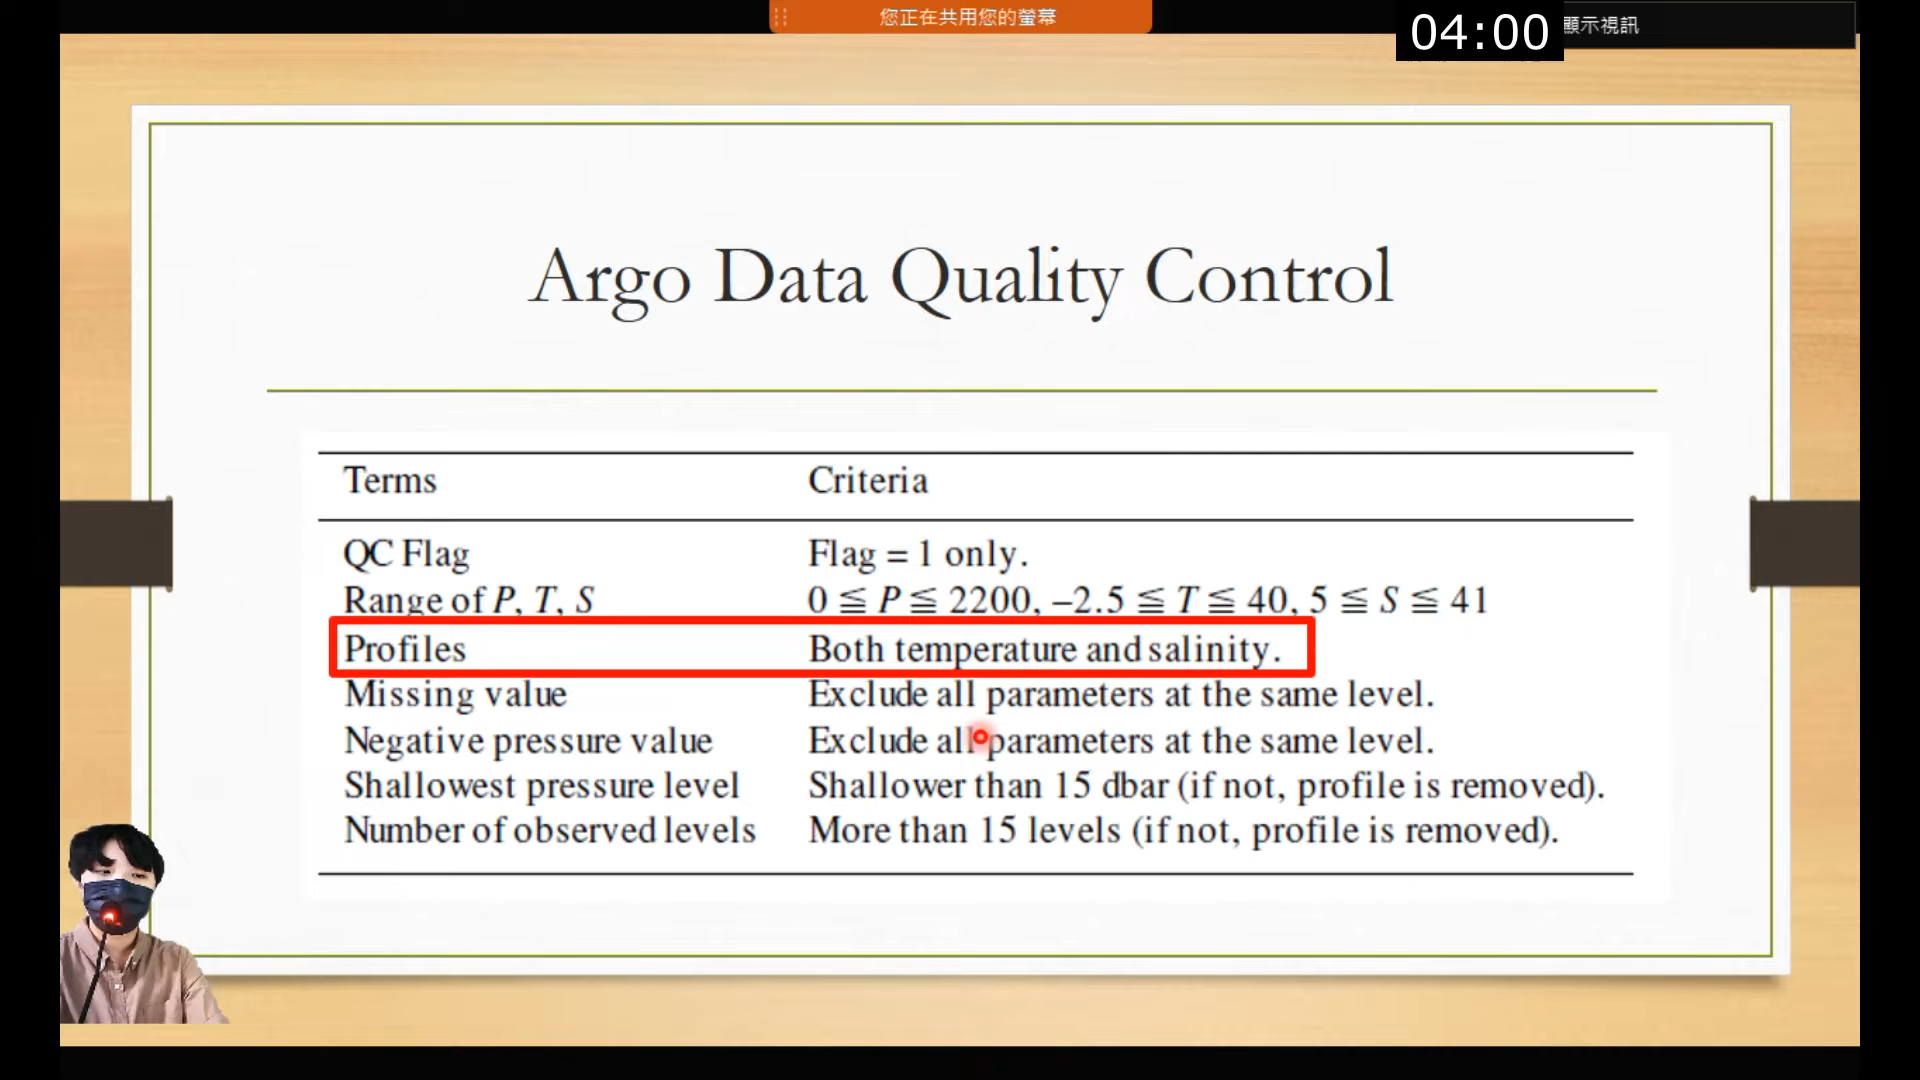 您正在共用您的螢幕
04:00
顯示視訊
Argo Data Quality Control
Terms Criteria
QC Flag Flag = 1 only.
Range of P, T, S 0 ≦ P ≦ 2200, –2.5 ≦ T ≦ 40, 5 ≦ S ≦ 41
Profiles Both temperature and salinity.
Missing value Exclude all parameters at the same level.
Negative pressure value Exclude all parameters at the same level.
Shallowest pressure level Shallower than 15 dbar (if not, profile is removed).
Number of observed levels More than 15 levels (if not, profile is removed).